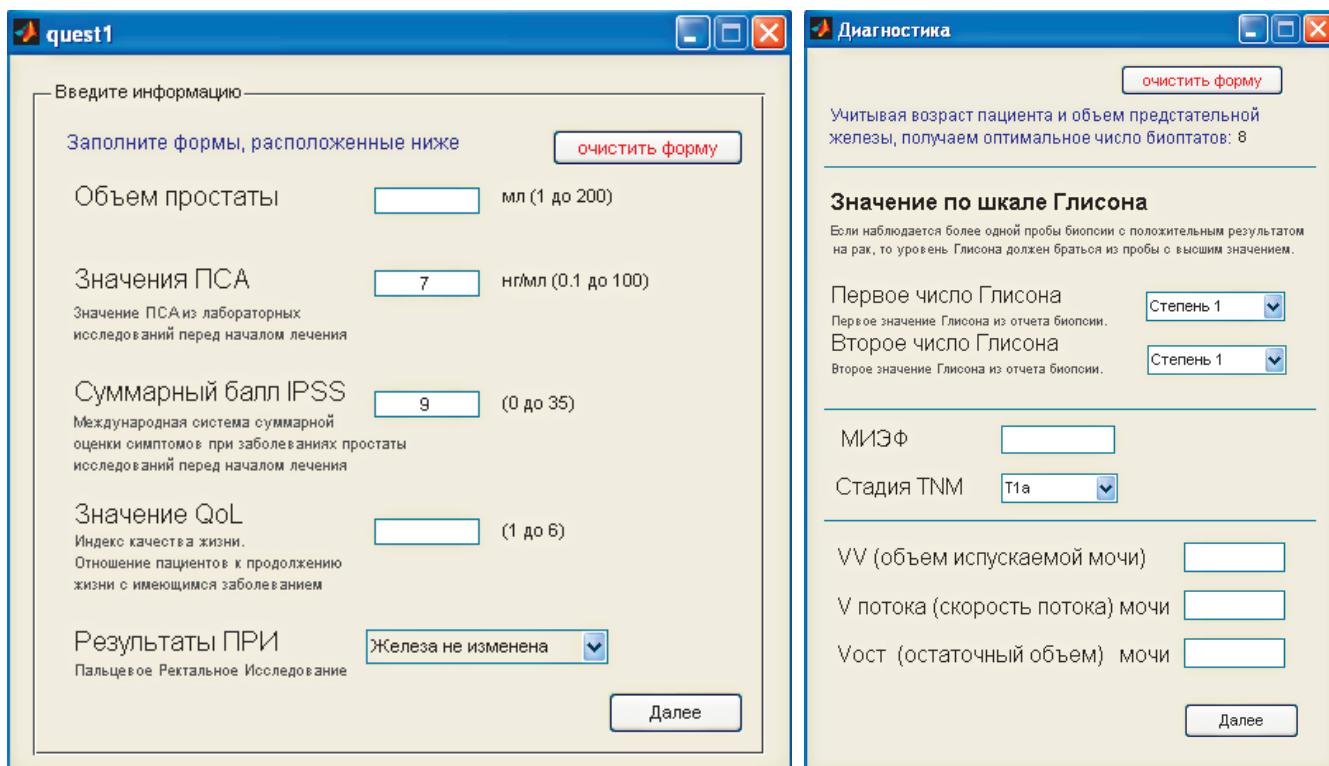 quest1
Введите информацию
Заполните формы, расположенные ниже
очистить форму
Объем простаты
мл (1 до 200)
Значения ПСА
7
нг/мл (0.1 до 100)
Значение ПСА из лабораторных
исследований перед началом лечения
Суммарный балл IPSS
9
(0 до 35)
Международная система суммарной
оценки симптомов при заболеваниях простаты
исследований перед началом лечения
Значение QoL
(1 до 6)
Индекс качества жизни.
Отношение пациентов к продолжению
жизни с имеющимся заболеванием
Результаты ПРИ
Железа не изменена
Пальцевое Ректальное Исследование
Далее
Диагностика
очистить форму
Учитывая возраст пациента и объем предстательной
железы, получаем оптимальное число биоптатов: 8
Значение по шкале Глисона
Если наблюдается более одной пробы биопсии с положительным результатом
на рак, то уровень Глисона должен браться из пробы с высшим значением.
Первое число Глисона
Степень 1
Первое значение Глисона из отчета биопсии.
Второе число Глисона
Степень 1
Второе значение Глисона из отчета биопсии.
МИЭФ
Стадия TNM
T1a
VV (объем испускаемой мочи)
V потока (скорость потока) мочи
Vост (остаточный объем) мочи
Далее